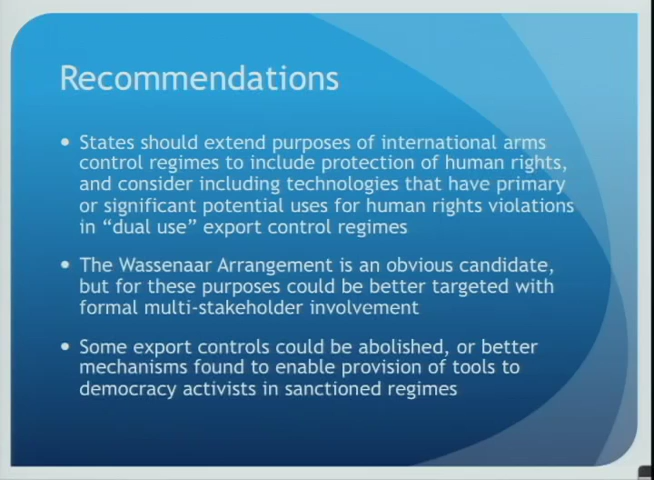 Recommendations
• States should extend purposes of international arms
control regimes to include protection of human rights,
and consider including technologies that have primary
or significant potential uses for human rights violations
in “dual use” export control regimes
• The Wassenaar Arrangement is an obvious candidate,
but for these purposes could be better targeted with
formal multi-stakeholder involvement
• Some export controls could be abolished, or better
mechanisms found to enable provision of tools to
democracy activists in sanctioned regimes